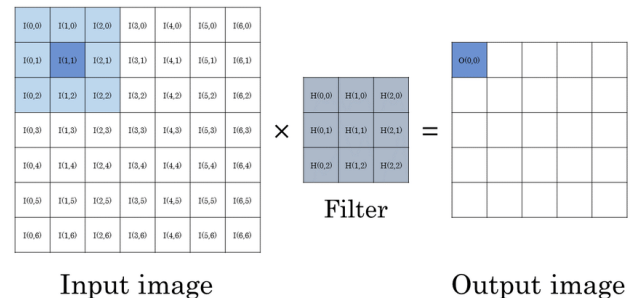 I(0,0) I(1,0) I(2,0) I(3,0) I(4,0) I(5,0) I(6,0)
I(0,1) I(1,1) I(2,1) I(3,1) I(4,1) I(5,1) I(6,1)
I(0,2) I(1,2) I(2,2) I(3,2) I(4,2) I(5,2) I(6,2)
I(0,3) I(1,3) I(2,3) I(3,3) I(4,3) I(5,3) I(6,3)
I(0,4) I(1,4) I(2,4) I(3,4) I(4,4) I(5,4) I(6,4)
I(0,5) I(1,5) I(2,5) I(3,5) I(4,5) I(5,5) I(6,5)
I(0,6) I(1,6) I(2,6) I(3,6) I(4,6) I(5,6) I(6,6)
Input image
×
H(0,0) H(1,0) H(2,0)
H(0,1) H(1,1) H(2,1)
H(0,2) H(1,2) H(2,2)
Filter
=
O(0,0)
Output image